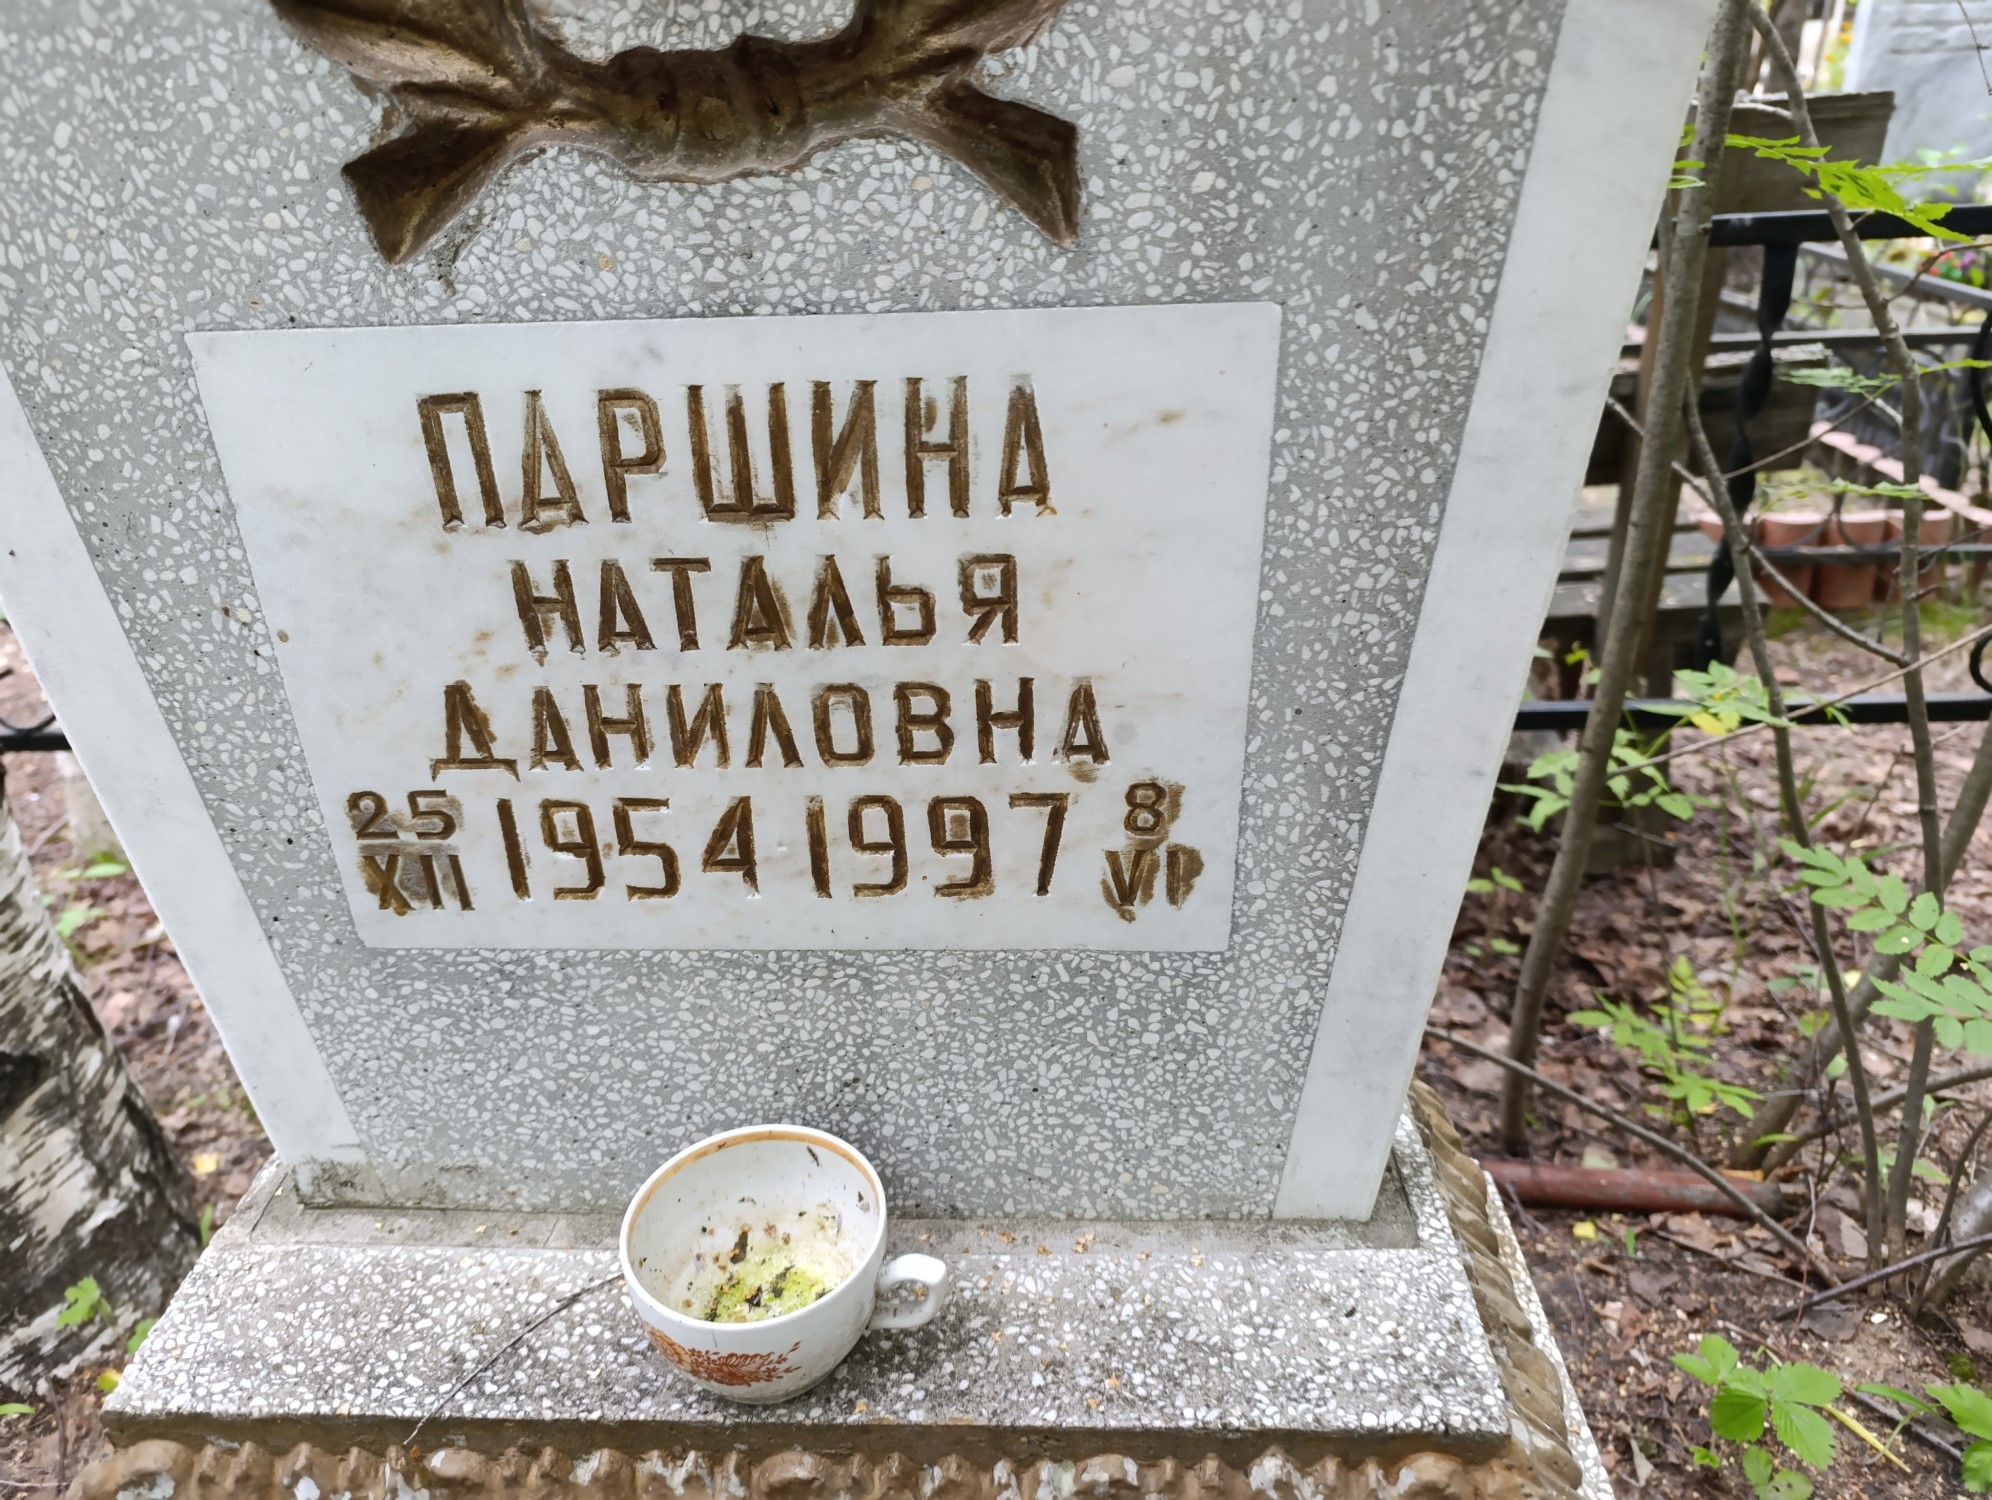 ПАРШИНА
НАТАЛЬЯ
ДАНИЛОВНА
25 XII 1954 1997 8 VI